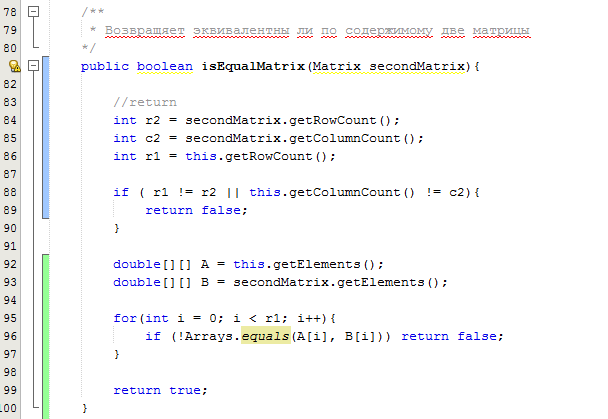 78 /**
79 * Возвращяет эквивалентны ли по содержимому две матрицы
80 */
public boolean isEqualMatrix(Matrix secondMatrix){
82
83 //return
84 int r2 = secondMatrix.getRowCount();
85 int c2 = secondMatrix.getColumnCount();
86 int r1 = this.getRowCount();
87
88 if ( r1 != r2 || this.getColumnCount() != c2){
89 return false;
90 }
91
92 double[][] A = this.getElements();
93 double[][] B = secondMatrix.getElements();
94
95 for(int i = 0; i < r1; i++){
96 if (!Arrays.equals(A[i], B[i])) return false;
97 }
98
99 return true;
100 }